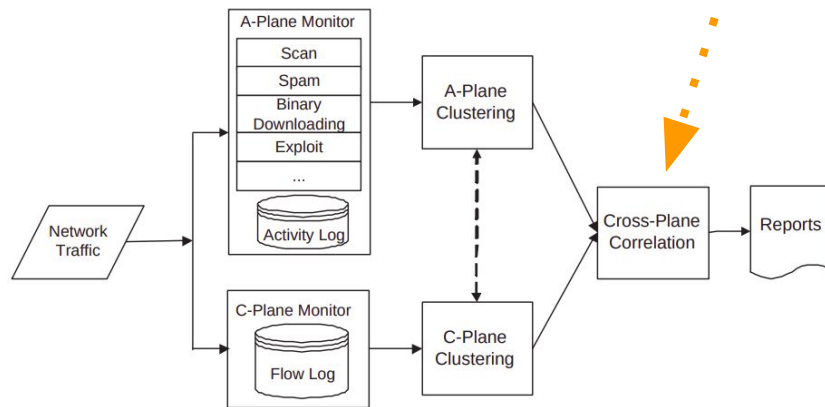 A-Plane Monitor
Scan
Spam
Binary
Downloading
Exploit
...
Activity Log
A-Plane
Clustering
Network
Traffic
Cross-Plane
Correlation
Reports
C-Plane Monitor
Flow Log
C-Plane
Clustering